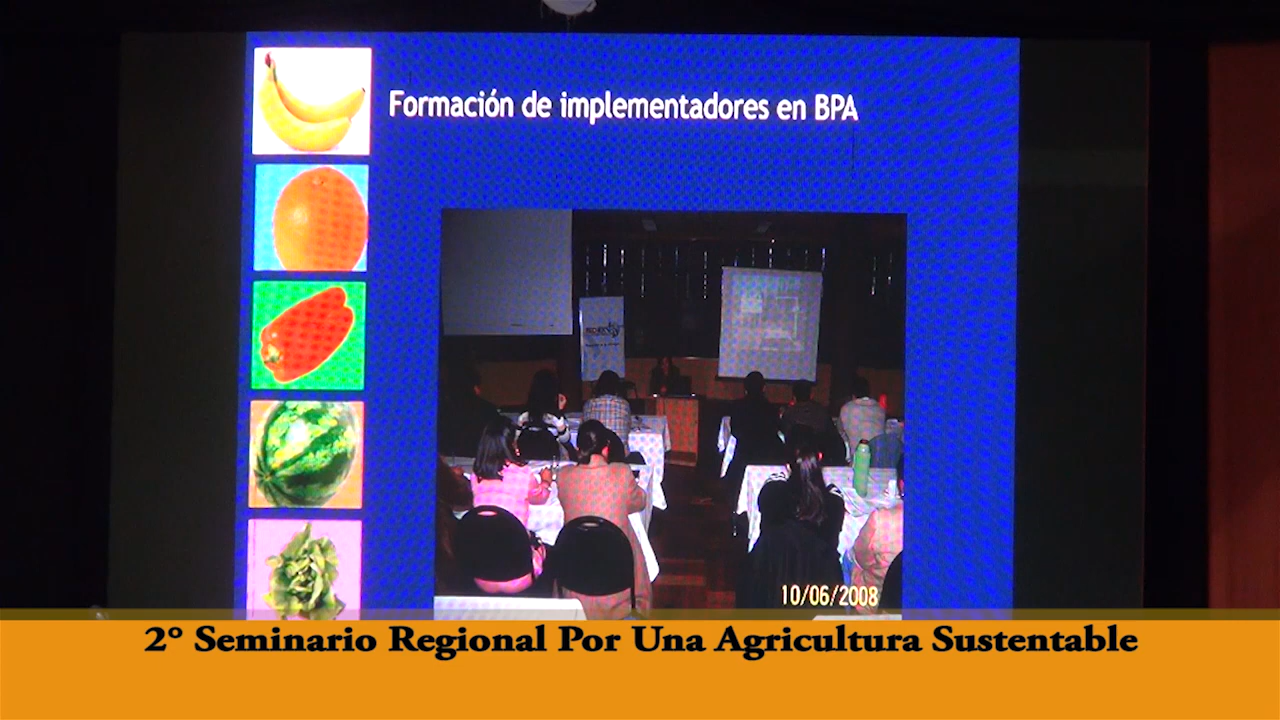 Formación de implementadores en BPA
10/06/2008
2° Seminario Regional Por Una Agricultura Sustentable